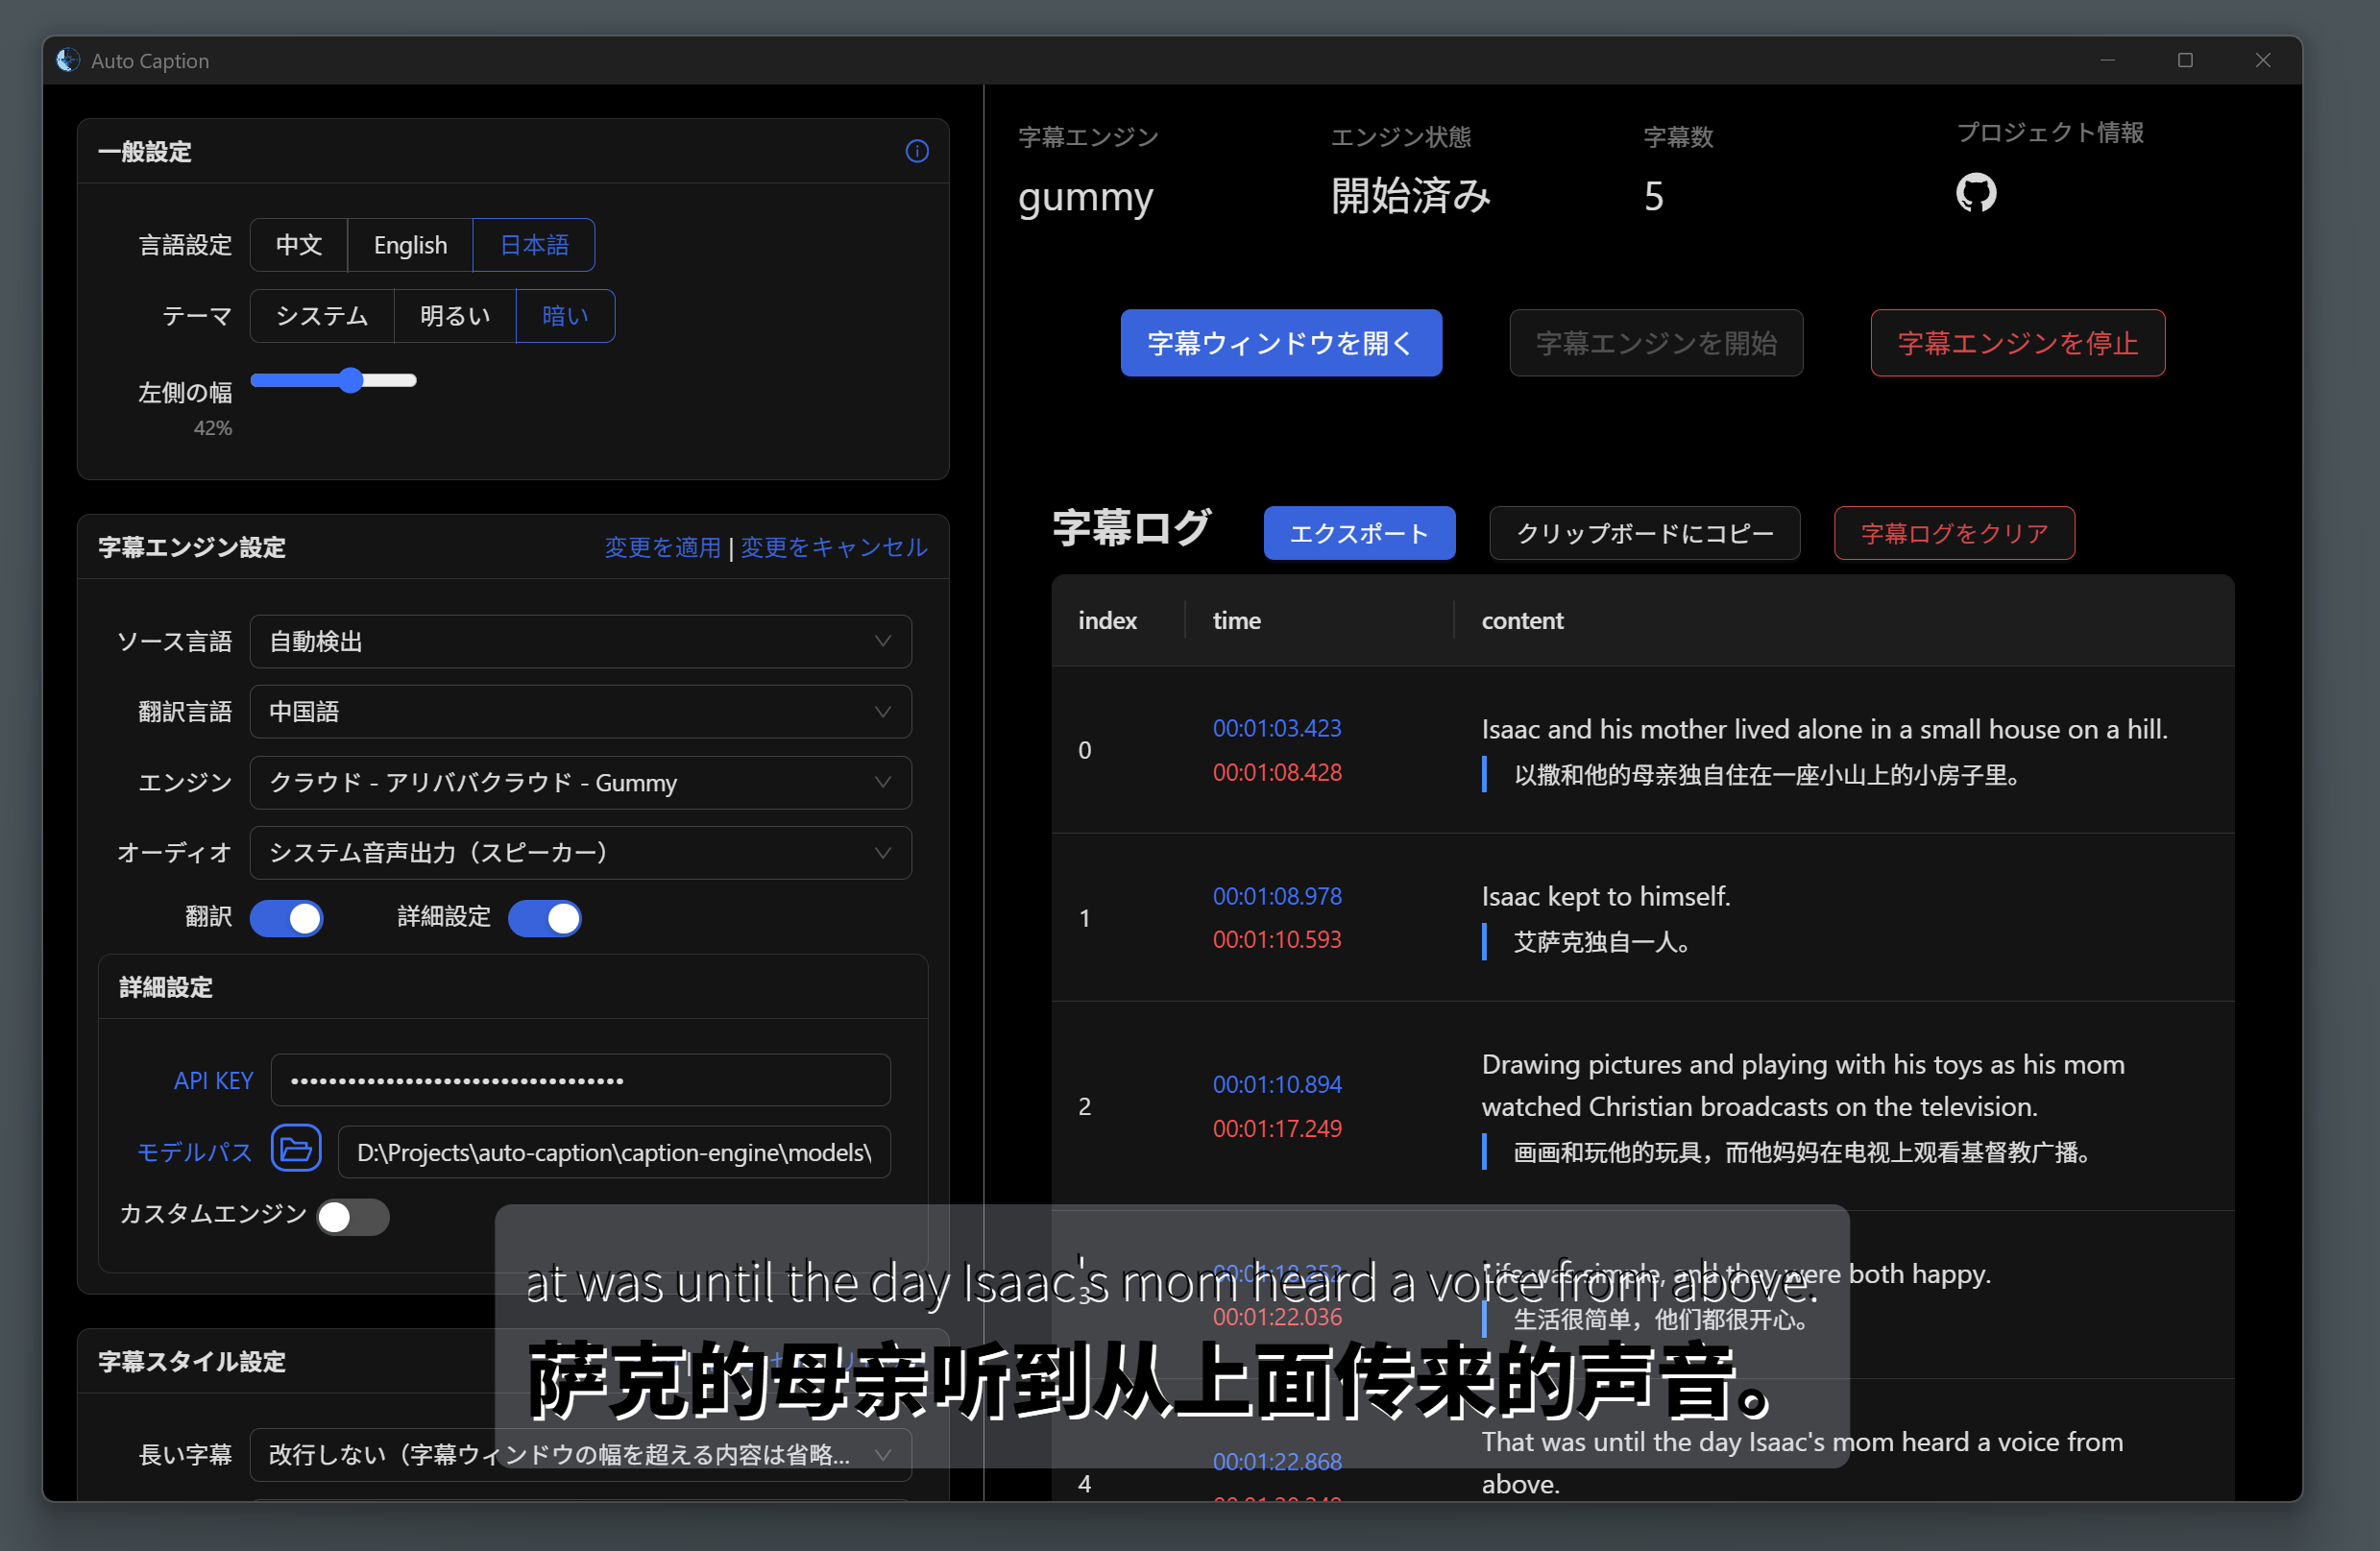 Auto Caption
一般設定
言語設定 中文 English 日本語
テーマ システム 明るい 暗い
左側の幅
42%
字幕エンジン設定 変更を適用 | 変更をキャンセル
ソース言語 自動検出
翻訳言語 中国語
エンジン クラウド - アリババクラウド - Gummy
オーディオ システム音声出力（スピーカー）
翻訳 詳細設定
詳細設定
API KEY ••••••••••••••••••••••••••••••••••
モデルパス D:\Projects\auto-caption\caption-engine\models\
カスタムエンジン
字幕スタイル設定
長い字幕 改行しない（字幕ウィンドウの幅を超える内容は省略...
字幕エンジン エンジン状態 字幕数 プロジェクト情報
gummy 開始済み 5
字幕ウィンドウを開く 字幕エンジンを開始 字幕エンジンを停止
字幕ログ エクスポート クリップボードにコピー 字幕ログをクリア
index time content
0
00:01:03.423
00:01:08.428
Isaac and his mother lived alone in a small house on a hill.
以撒和他的母亲独自住在一座小山上的小房子里。
1
00:01:08.978
00:01:10.593
Isaac kept to himself.
艾萨克独自一人。
2
00:01:10.894
00:01:17.249
Drawing pictures and playing with his toys as his mom
watched Christian broadcasts on the television.
画画和玩他的玩具，而他妈妈在电视上观看基督教广播。
3
00:01:22.036
Life was simple, and they were both happy.
生活很简单，他们都很开心。
4
00:01:22.868
That was until the day Isaac's mom heard a voice from
above.
at was until the day Isaac's mom heard a voice from above.
萨克的母亲听到从上面传来的声音。